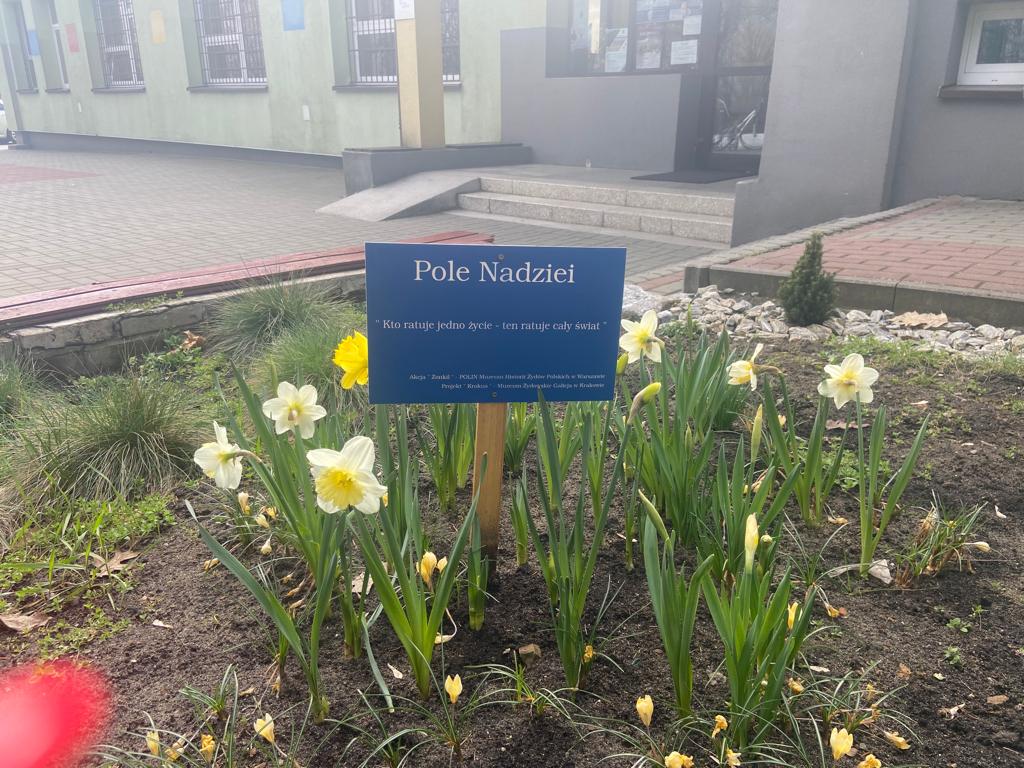 Pole Nadziei
" Kto ratuje jedno życie - ten ratuje cały świat "
Akcja " Żonkil " - POLIN Muzeum Historii Żydów Polskich w Warszawie
Projekt " Krokus " - Muzeum Żydowskie Galicja w Krakowie